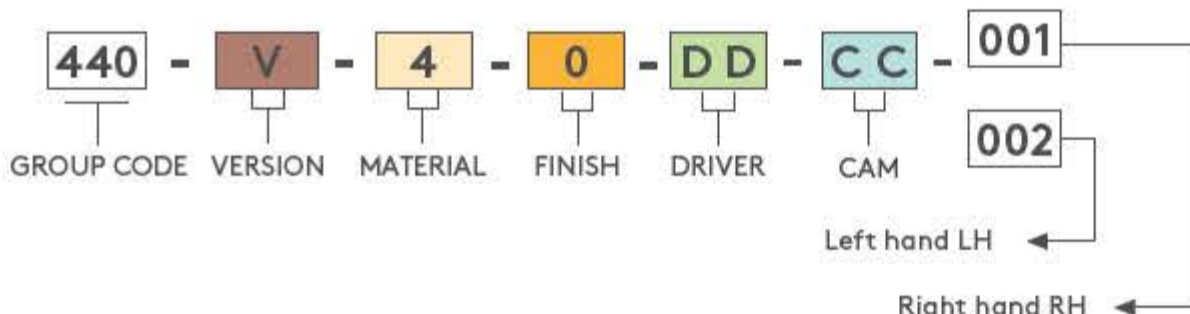 440 - V - 4 - 0 - DD - CC - 001
002
GROUP CODE VERSION MATERIAL FINISH DRIVER CAM
Left hand LH
Right hand RH